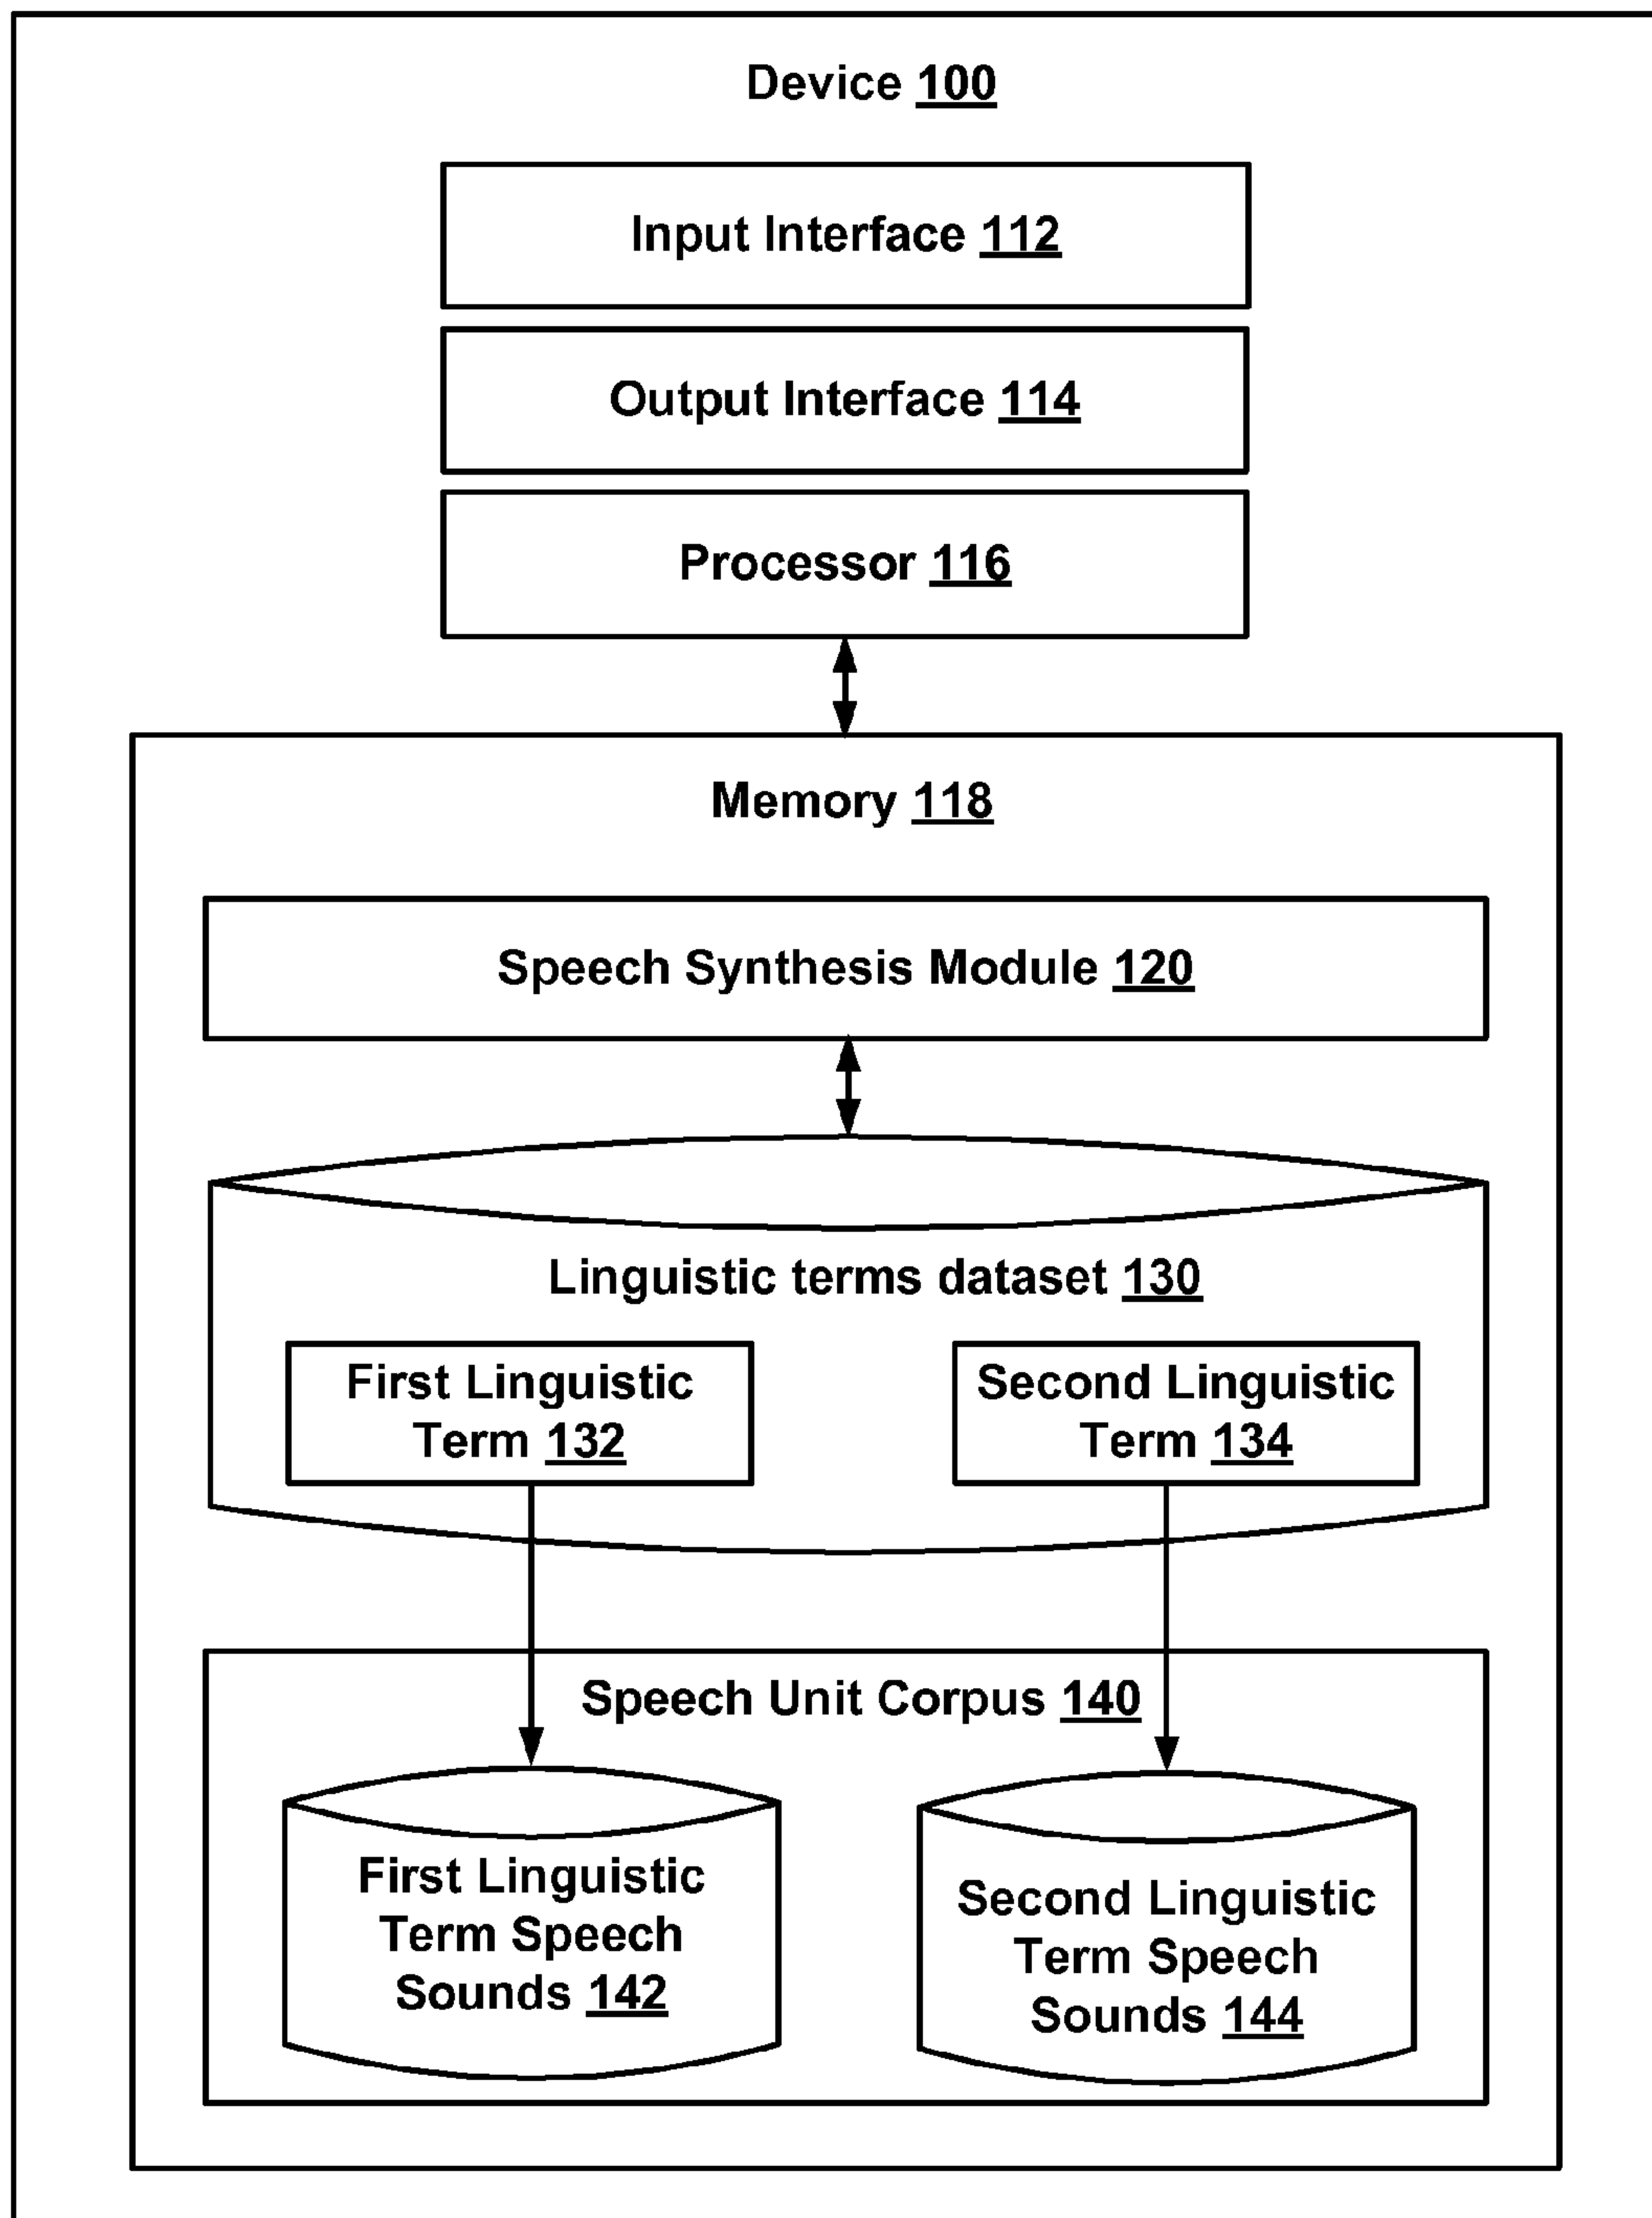 Device 100
Input Interface 112
Output Interface 114
Processor 116
Memory 118
Speech Synthesis Module 120
Linguistic terms dataset 130
First Linguistic
Term 132
Second Linguistic
Term 134
Speech Unit Corpus 140
First Linguistic
Term Speech
Sounds 142
Second Linguistic
Term Speech
Sounds 144